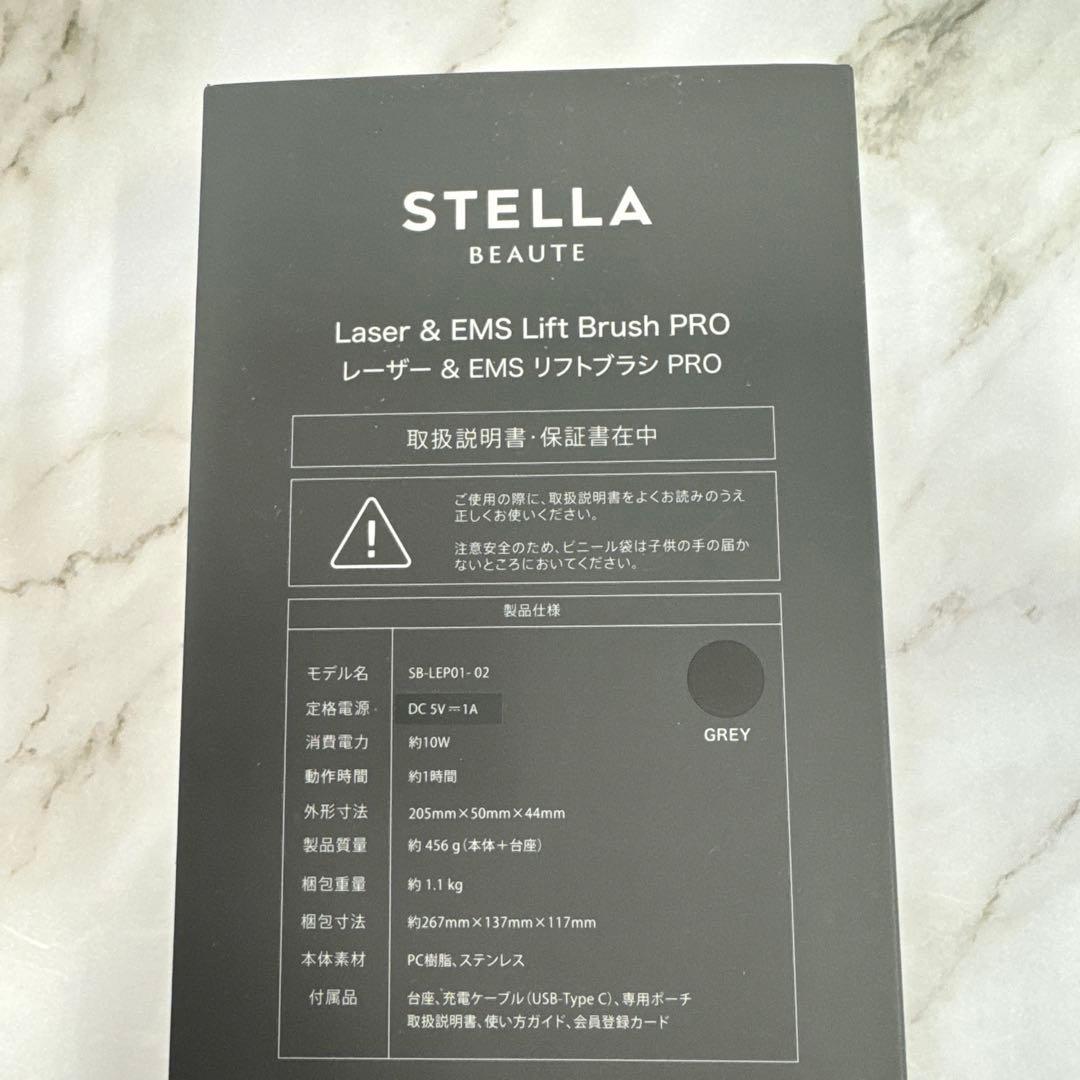 STELLA
BEAUTE
Laser & EMS Lift Brush PRO
レーザー & EMS リフトブラシ PRO
取扱説明書・保証書在中
ご使用の際に、取扱説明書をよくお読みのうえ
正しくお使いください。
注意安全のため、ビニール袋は子供の手の届か
ないところにおいてください。
製品仕様
モデル名 SB-LEP01- 02
定格電源 DC 5V⎓1A
消費電力 約10W
動作時間 約1時間
外形寸法 205mm×50mm×44mm
製品質量 約 456 g（本体＋台座）
梱包重量 約 1.1 kg
梱包寸法 約267mm×137mm×117mm
本体素材 PC樹脂、ステンレス
付属品 台座、充電ケーブル（USB-Type C）、専用ポーチ
取扱説明書、使い方ガイド、会員登録カード
GREY